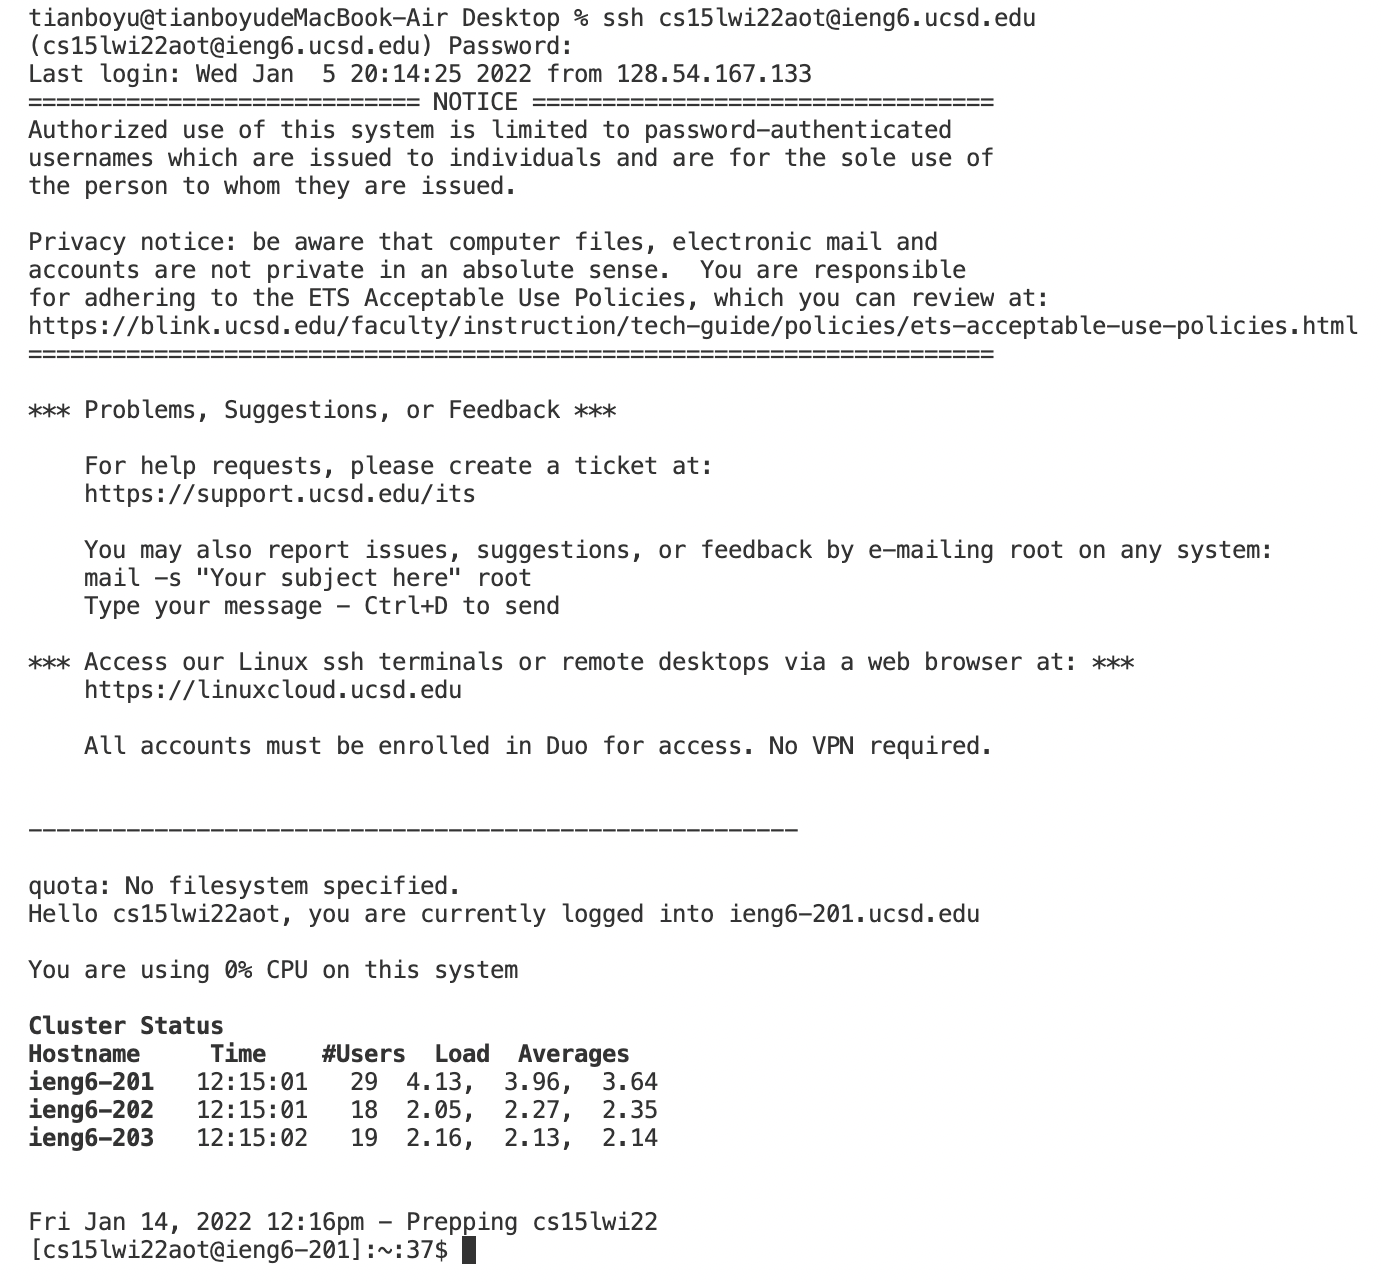 tianboyu@tianboyudeMacBook-Air Desktop % ssh cs15lwi22aot@ieng6.ucsd.edu
(cs15lwi22aot@ieng6.ucsd.edu) Password:
Last login: Wed Jan  5 20:14:25 2022 from 128.54.167.133
============================ NOTICE =================================
Authorized use of this system is limited to password-authenticated
usernames which are issued to individuals and are for the sole use of
the person to whom they are issued.

Privacy notice: be aware that computer files, electronic mail and
accounts are not private in an absolute sense.  You are responsible
for adhering to the ETS Acceptable Use Policies, which you can review at:
https://blink.ucsd.edu/faculty/instruction/tech-guide/policies/ets-acceptable-use-policies.html
=====================================================================

*** Problems, Suggestions, or Feedback ***

    For help requests, please create a ticket at:
    https://support.ucsd.edu/its

    You may also report issues, suggestions, or feedback by e-mailing root on any system:
    mail -s "Your subject here" root
    Type your message - Ctrl+D to send

*** Access our Linux ssh terminals or remote desktops via a web browser at: ***
    https://linuxcloud.ucsd.edu

    All accounts must be enrolled in Duo for access. No VPN required.


-------------------------------------------------------

quota: No filesystem specified.
Hello cs15lwi22aot, you are currently logged into ieng6-201.ucsd.edu

You are using 0% CPU on this system

Cluster Status
Hostname     Time    #Users  Load  Averages
ieng6-201   12:15:01   29  4.13,  3.96,  3.64
ieng6-202   12:15:01   18  2.05,  2.27,  2.35
ieng6-203   12:15:02   19  2.16,  2.13,  2.14


Fri Jan 14, 2022 12:16pm - Prepping cs15lwi22
[cs15lwi22aot@ieng6-201]:~:37$